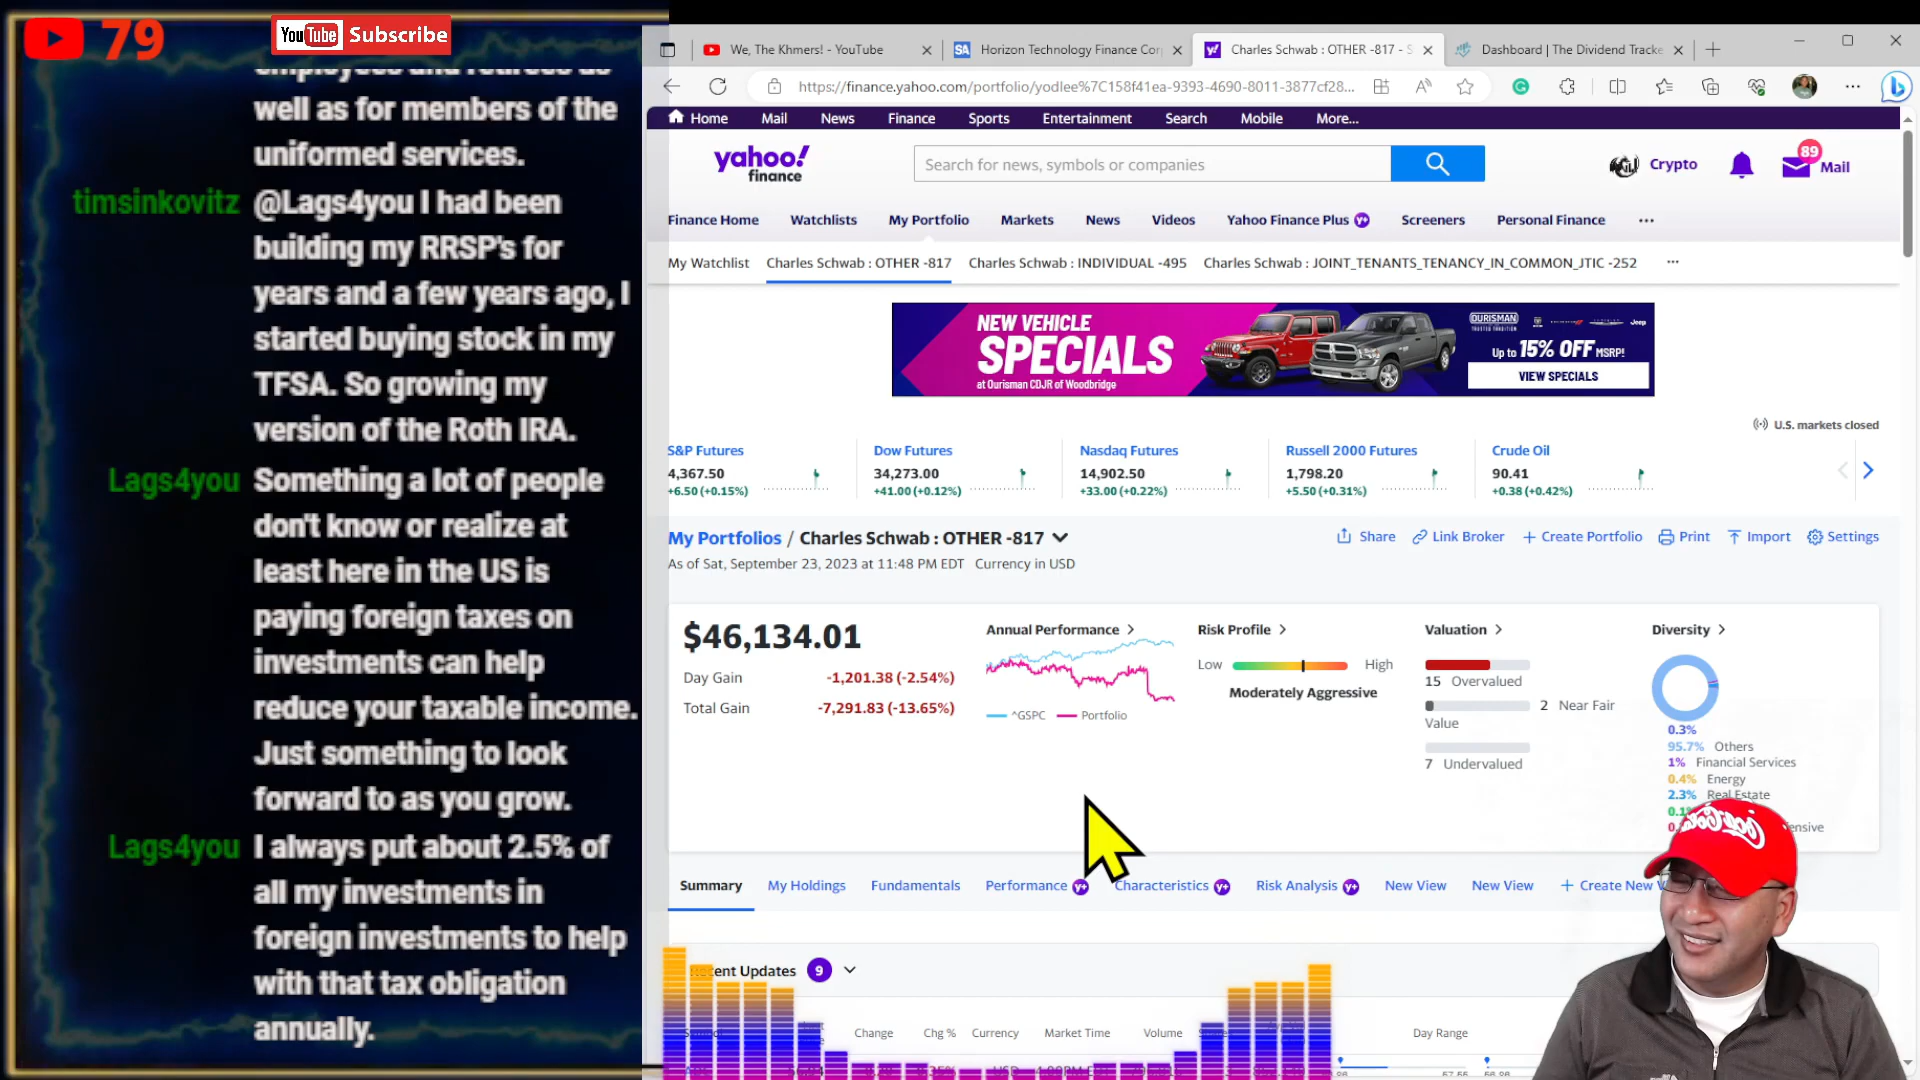 79
YouTube Subscribe
employees and retirees as
well as for members of the
uniformed services.
timsinkovitz @Lags4you I had been
building my RRSP's for
years and a few years ago, I
started buying stock in my
TFSA. So growing my
version of the Roth IRA.
Lags4you Something a lot of people
don't know or realize at
least here in the US is
paying foreign taxes on
investments can help
reduce your taxable income.
Just something to look
forward to as you grow.
Lags4you I always put about 2.5% of
all my investments in
foreign investments to help
with that tax obligation
annually.
We, The Khmers! - YouTube
SA Horizon Technology Finance Cor
Charles Schwab : OTHER -817 - S
Dashboard | The Dividend Tracke
https://finance.yahoo.com/portfolio/yodlee%7C158f41ea-9393-4690-8011-3877cf28...
Home Mail News Finance Sports Entertainment Search Mobile More...
yahoo!
finance
Search for news, symbols or companies
Crypto
89
Mail
Finance Home Watchlists My Portfolio Markets News Videos Yahoo Finance Plus Screeners Personal Finance ...
My Watchlist Charles Schwab : OTHER -817 Charles Schwab : INDIVIDUAL -495 Charles Schwab : JOINT_TENANTS_TENANCY_IN_COMMON_JTIC -252 ...
NEW VEHICLE
SPECIALS
at Ourisman CDJR of Woodbridge
OURISMAN
Jeep
Up to 15% OFF MSRP!
VIEW SPECIALS
U.S. markets closed
S&P Futures
4,367.50
+6.50 (+0.15%)
Dow Futures
34,273.00
+41.00 (+0.12%)
Nasdaq Futures
14,902.50
+33.00 (+0.22%)
Russell 2000 Futures
1,798.20
+5.50 (+0.31%)
Crude Oil
90.41
+0.38 (+0.42%)
My Portfolios / Charles Schwab : OTHER -817
Share Link Broker + Create Portfolio Print Import Settings
As of Sat, September 23, 2023 at 11:48 PM EDT Currency in USD
$46,134.01
Day Gain -1,201.38 (-2.54%)
Total Gain -7,291.83 (-13.65%)
Annual Performance
^GSPC Portfolio
Risk Profile
Low High
Moderately Aggressive
Valuation
15 Overvalued
2 Near Fair
Value
7 Undervalued
Diversity
0.3%
95.7% Others
1% Financial Services
0.4% Energy
2.3% Real Estate
0.1
0.
ensive
Coca-Cola
Summary My Holdings Fundamentals Performance Characteristics Risk Analysis New View New View + Create New V
Recent Updates 9
Change Chg % Currency Market Time Volume Day Range